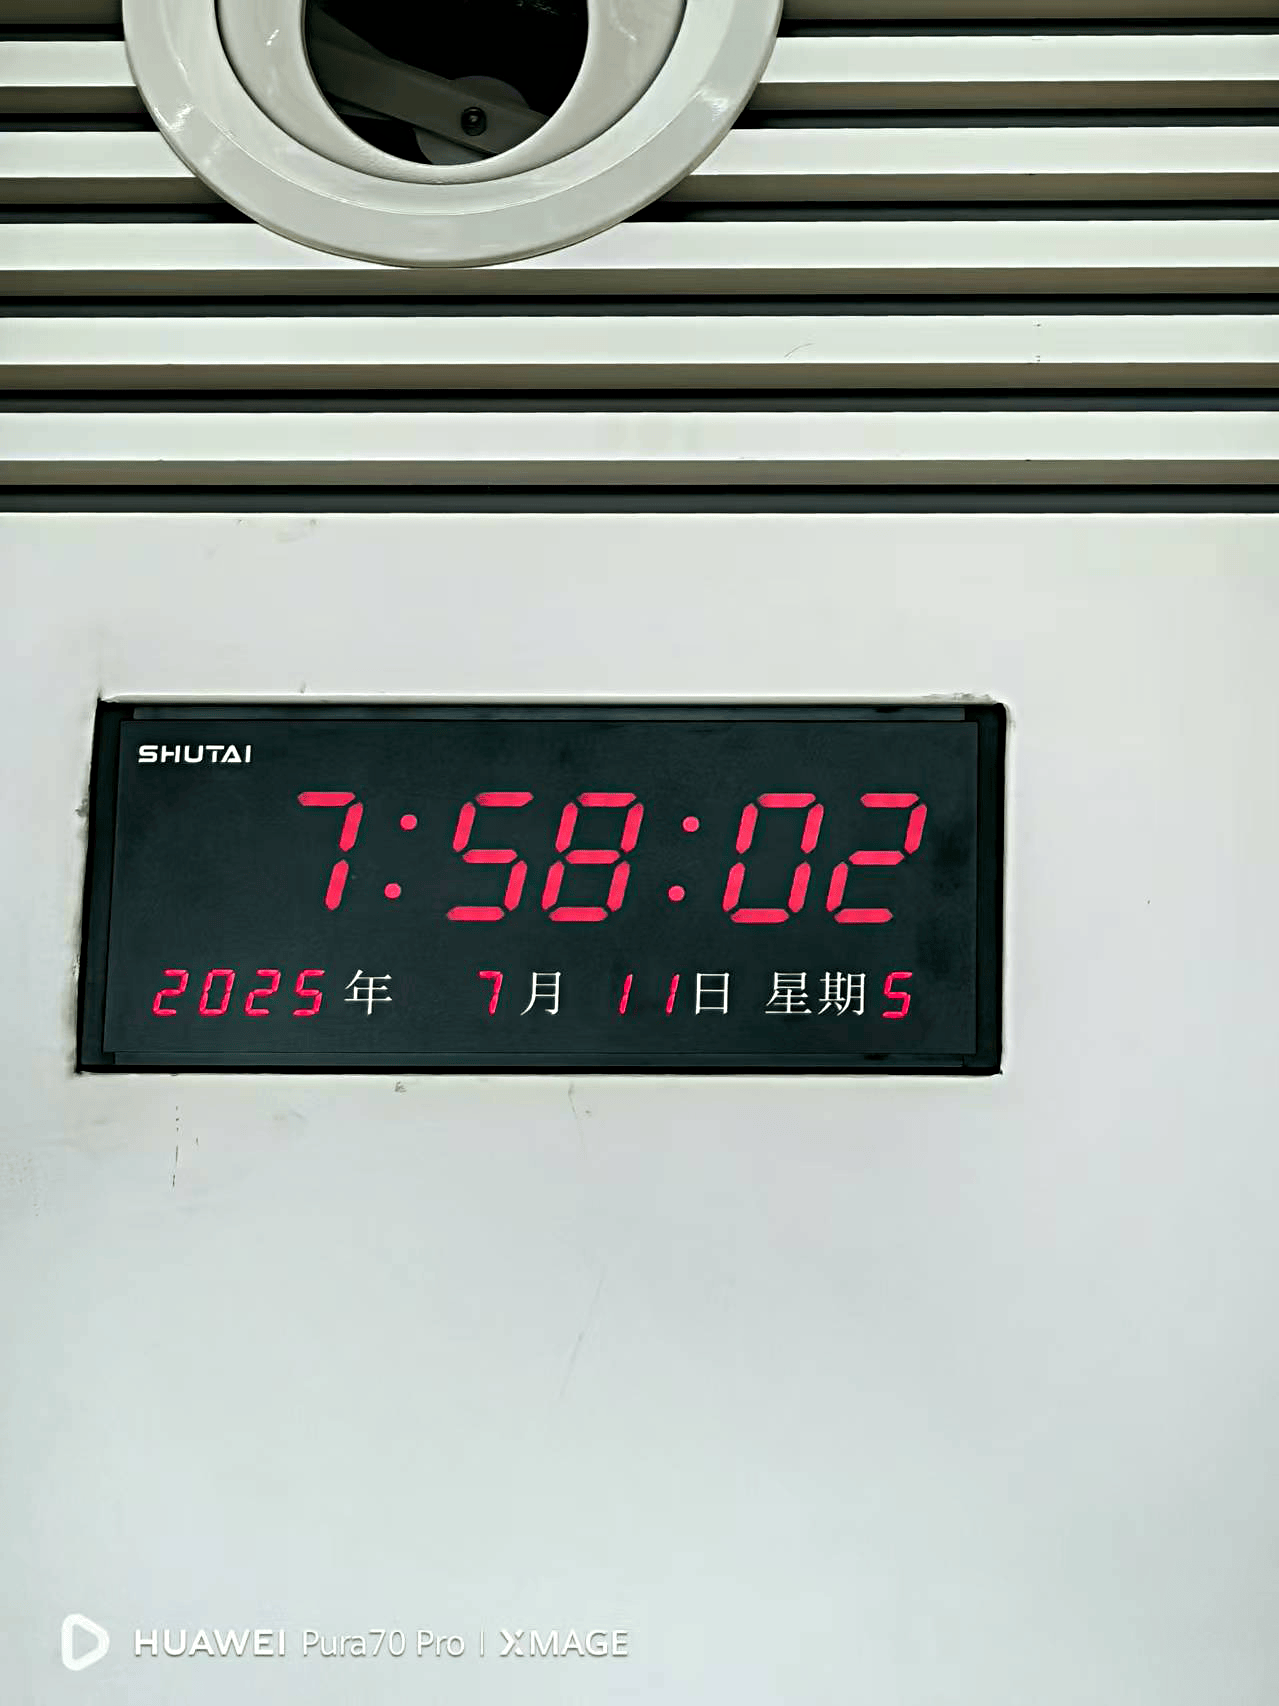 SHUTAI
7:58:02
2025年 7月 11日 星期5
HUAWEI Pura70 Pro | XMAGE